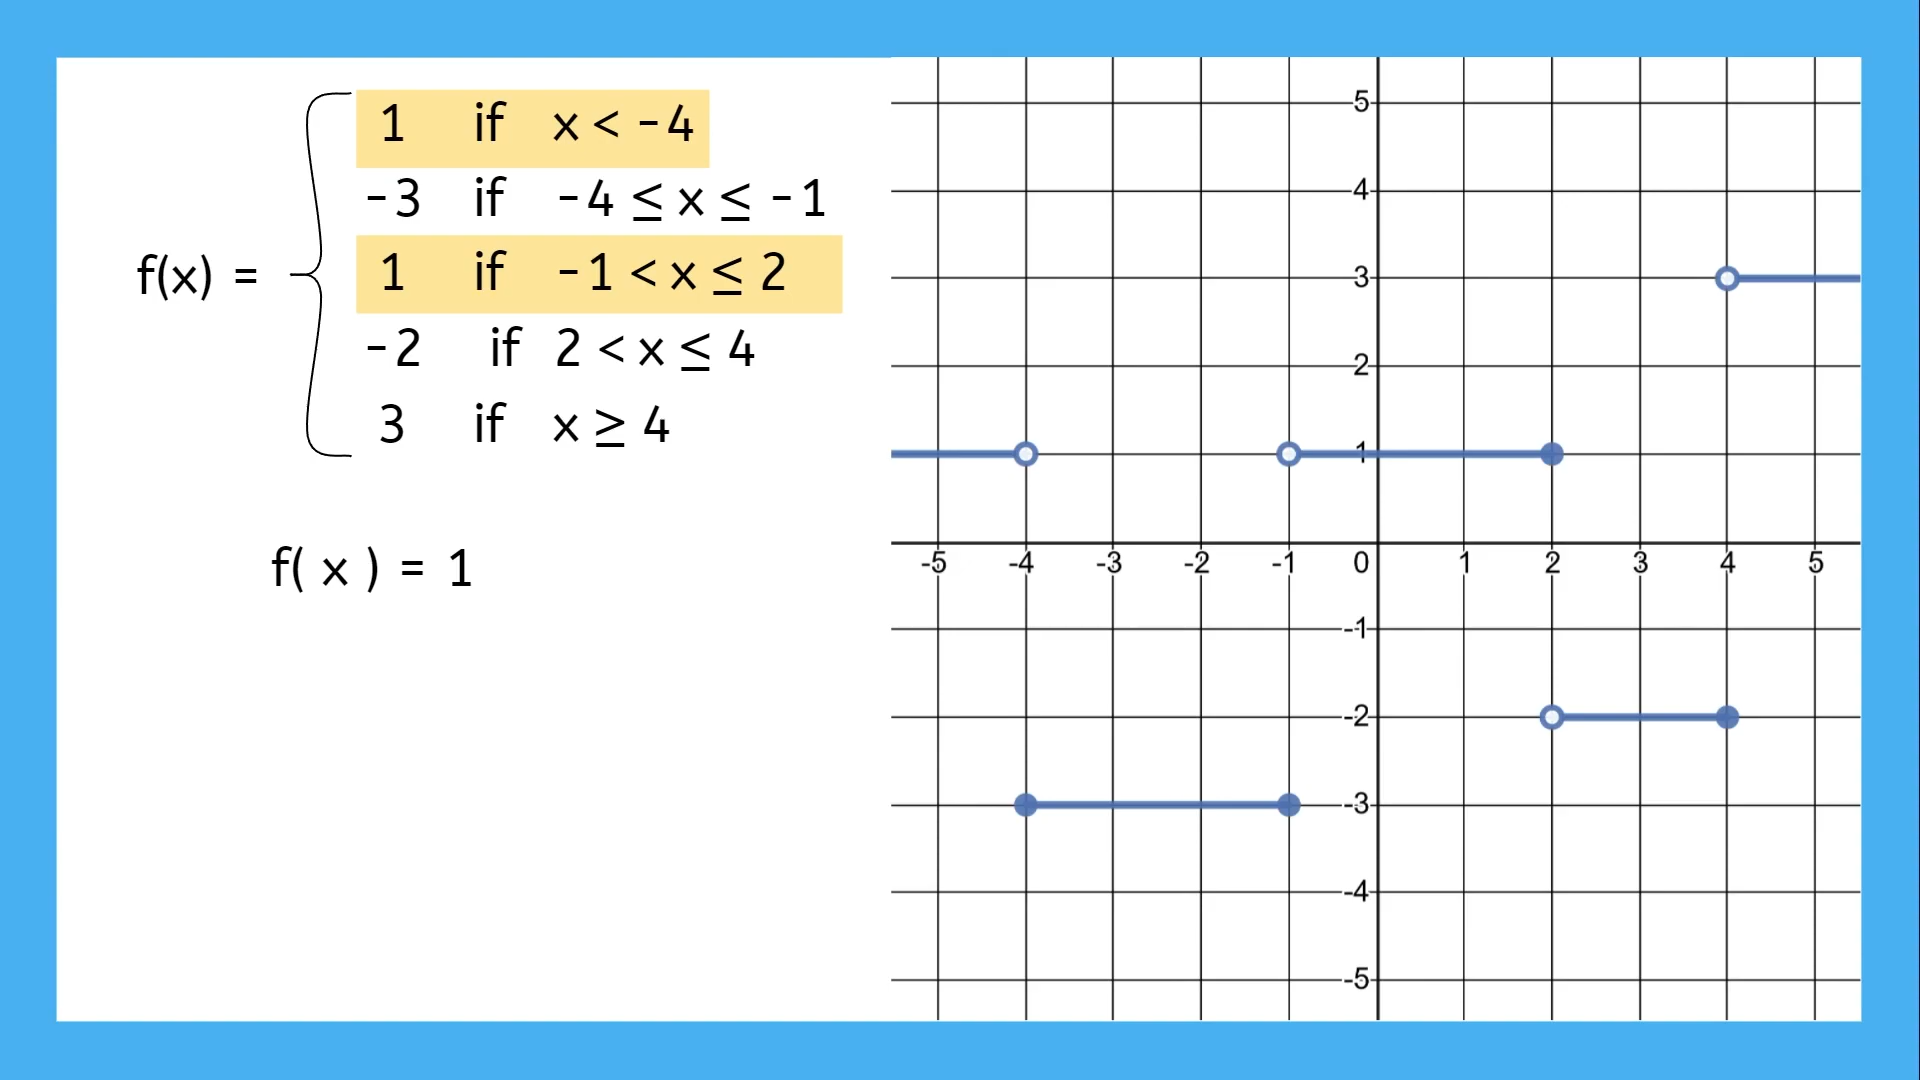 1 if x < -4
-3 if -4 ≤ x ≤ -1
f(x) = 1 if -1 < x ≤ 2
-2 if 2 < x ≤ 4
3 if x ≥ 4
f( x ) = 1
5
4
3
2
1
-5 -4 -3 -2 -1 0 1 2 3 4 5
-1
-2
-3
-4
-5